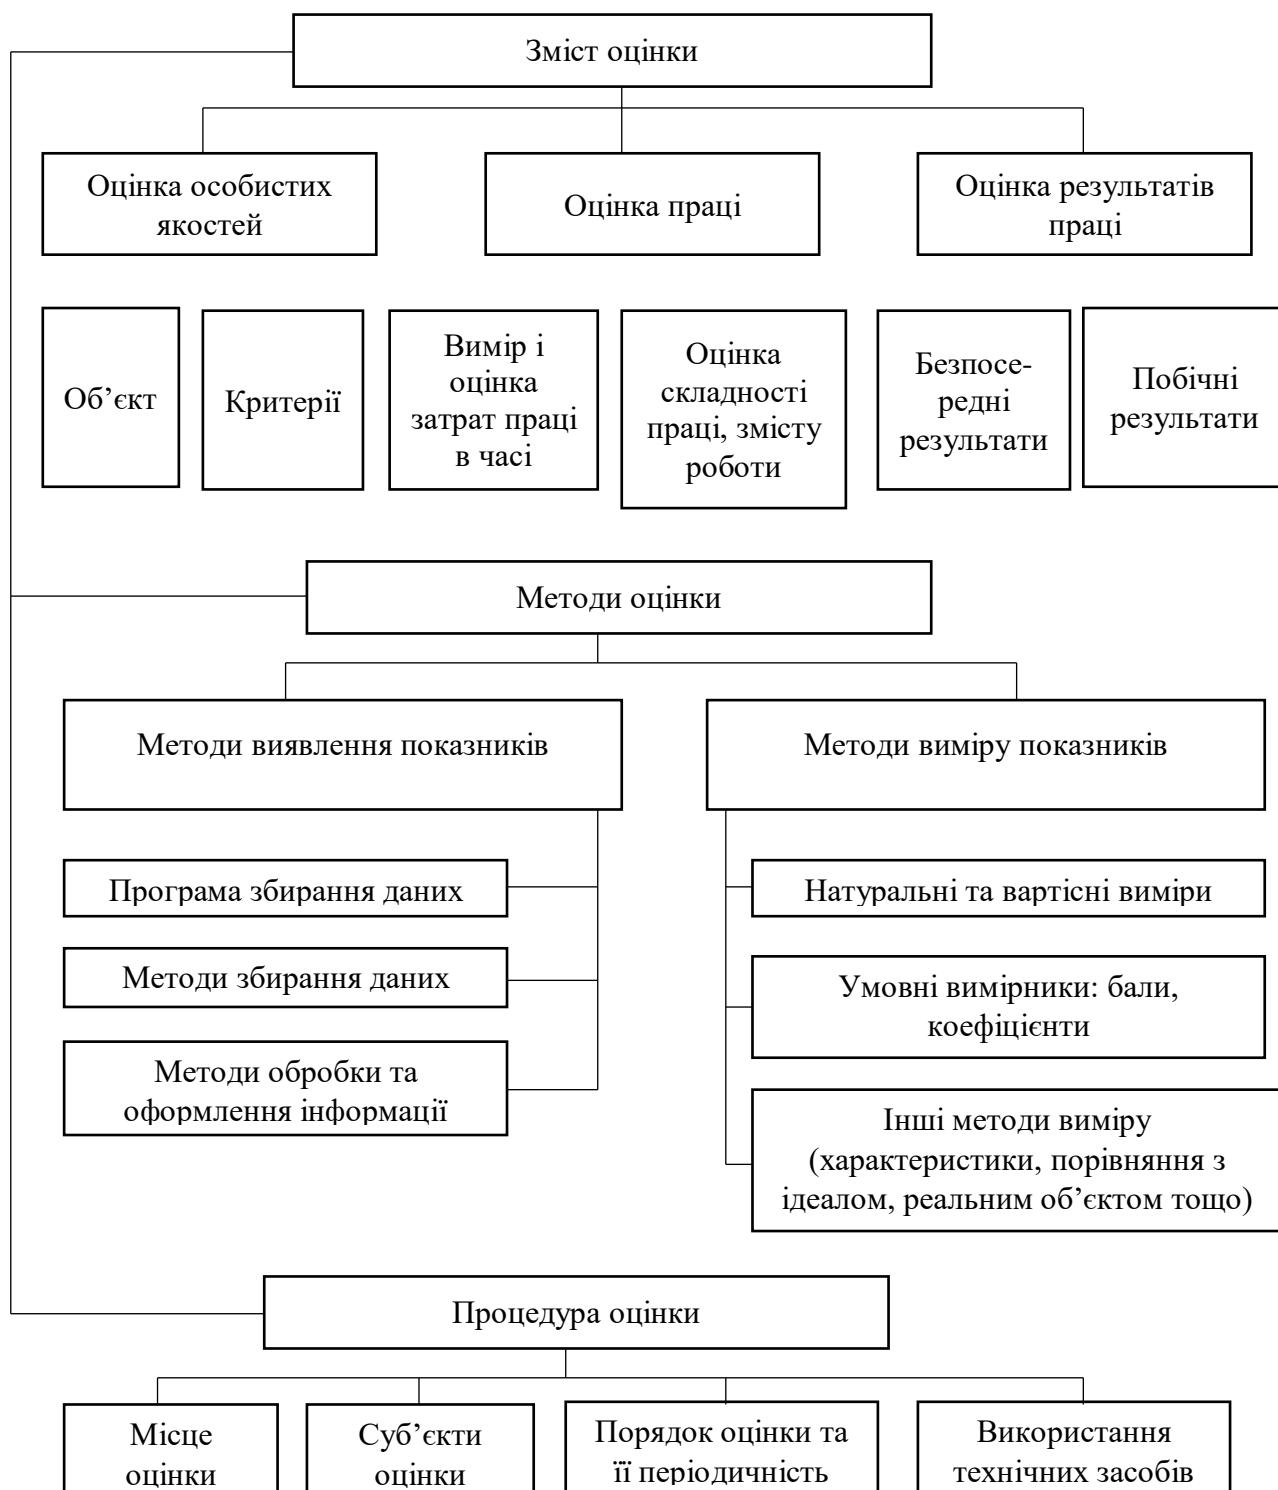 Зміст оцінки
Оцінка особистих
якостей
Оцінка праці
Оцінка результатів
праці
Об’єкт
Критерії
Вимір і
оцінка
затрат праці
в часі
Оцінка
складності
праці, змісту
роботи
Безпосе-
редні
результати
Побічні
результати
Методи оцінки
Методи виявлення показників
Методи виміру показників
Програма збирання даних
Методи збирання даних
Методи обробки та
оформлення інформації
Натуральні та вартісні виміри
Умовні вимірники: бали,
коефіцієнти
Інші методи виміру
(характеристики, порівняння з
ідеалом, реальним об’єктом тощо)
Процедура оцінки
Місце
оцінки
Суб’єкти
оцінки
Порядок оцінки та
її періодичність
Використання
технічних засобів